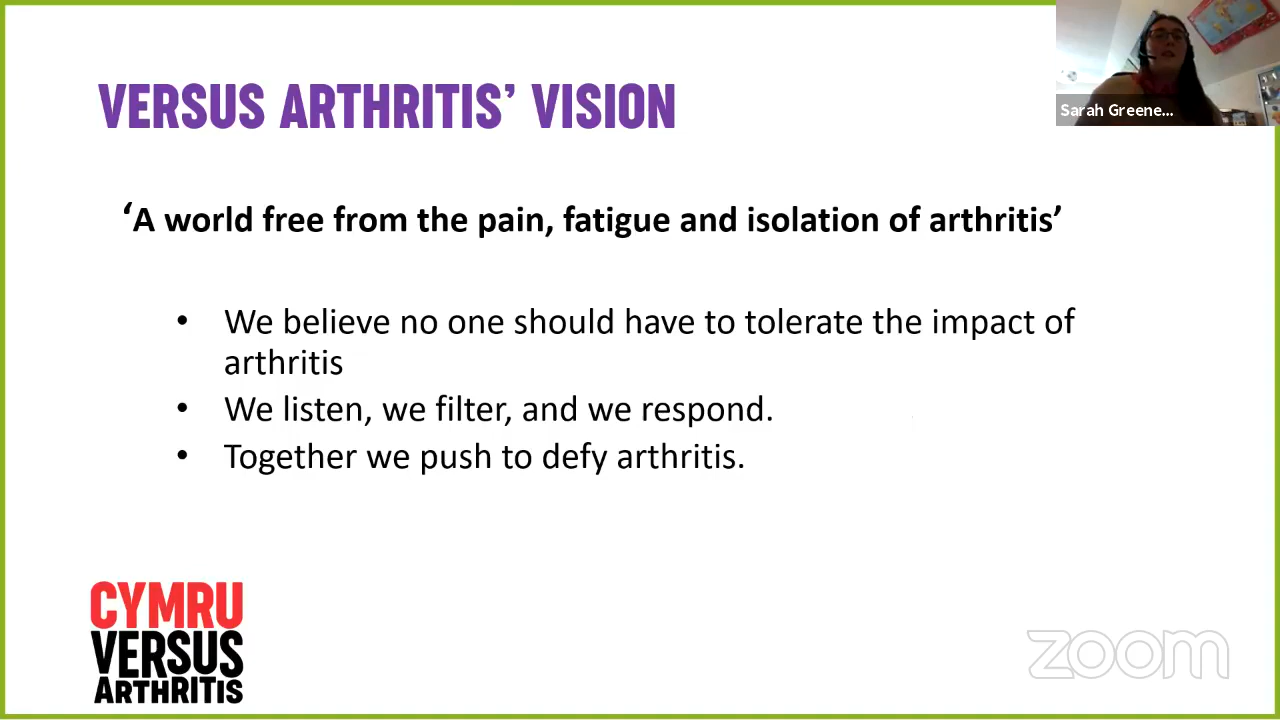 VERSUS ARTHRITIS’ VISION
Sarah Greene...
‘A world free from the pain, fatigue and isolation of arthritis’
• We believe no one should have to tolerate the impact of
arthritis
• We listen, we filter, and we respond.
• Together we push to defy arthritis.
CYMRU
VERSUS
ARTHRITIS
zoom